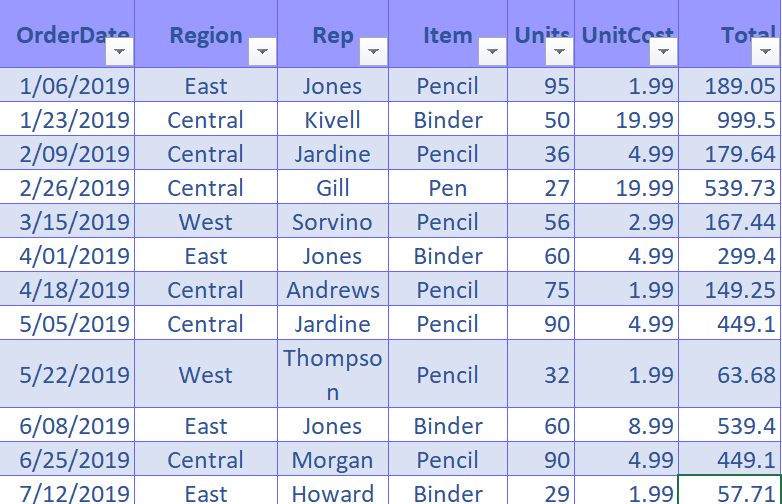 OrderDate Region Rep Item Units UnitCost Total
1/06/2019 East Jones Pencil 95 1.99 189.05
1/23/2019 Central Kivell Binder 50 19.99 999.5
2/09/2019 Central Jardine Pencil 36 4.99 179.64
2/26/2019 Central Gill Pen 27 19.99 539.73
3/15/2019 West Sorvino Pencil 56 2.99 167.44
4/01/2019 East Jones Binder 60 4.99 299.4
4/18/2019 Central Andrews Pencil 75 1.99 149.25
5/05/2019 Central Jardine Pencil 90 4.99 449.1
5/22/2019 West Thompso
n Pencil 32 1.99 63.68
6/08/2019 East Jones Binder 60 8.99 539.4
6/25/2019 Central Morgan Pencil 90 4.99 449.1
7/12/2019 East Howard Binder 29 1.99 57.71